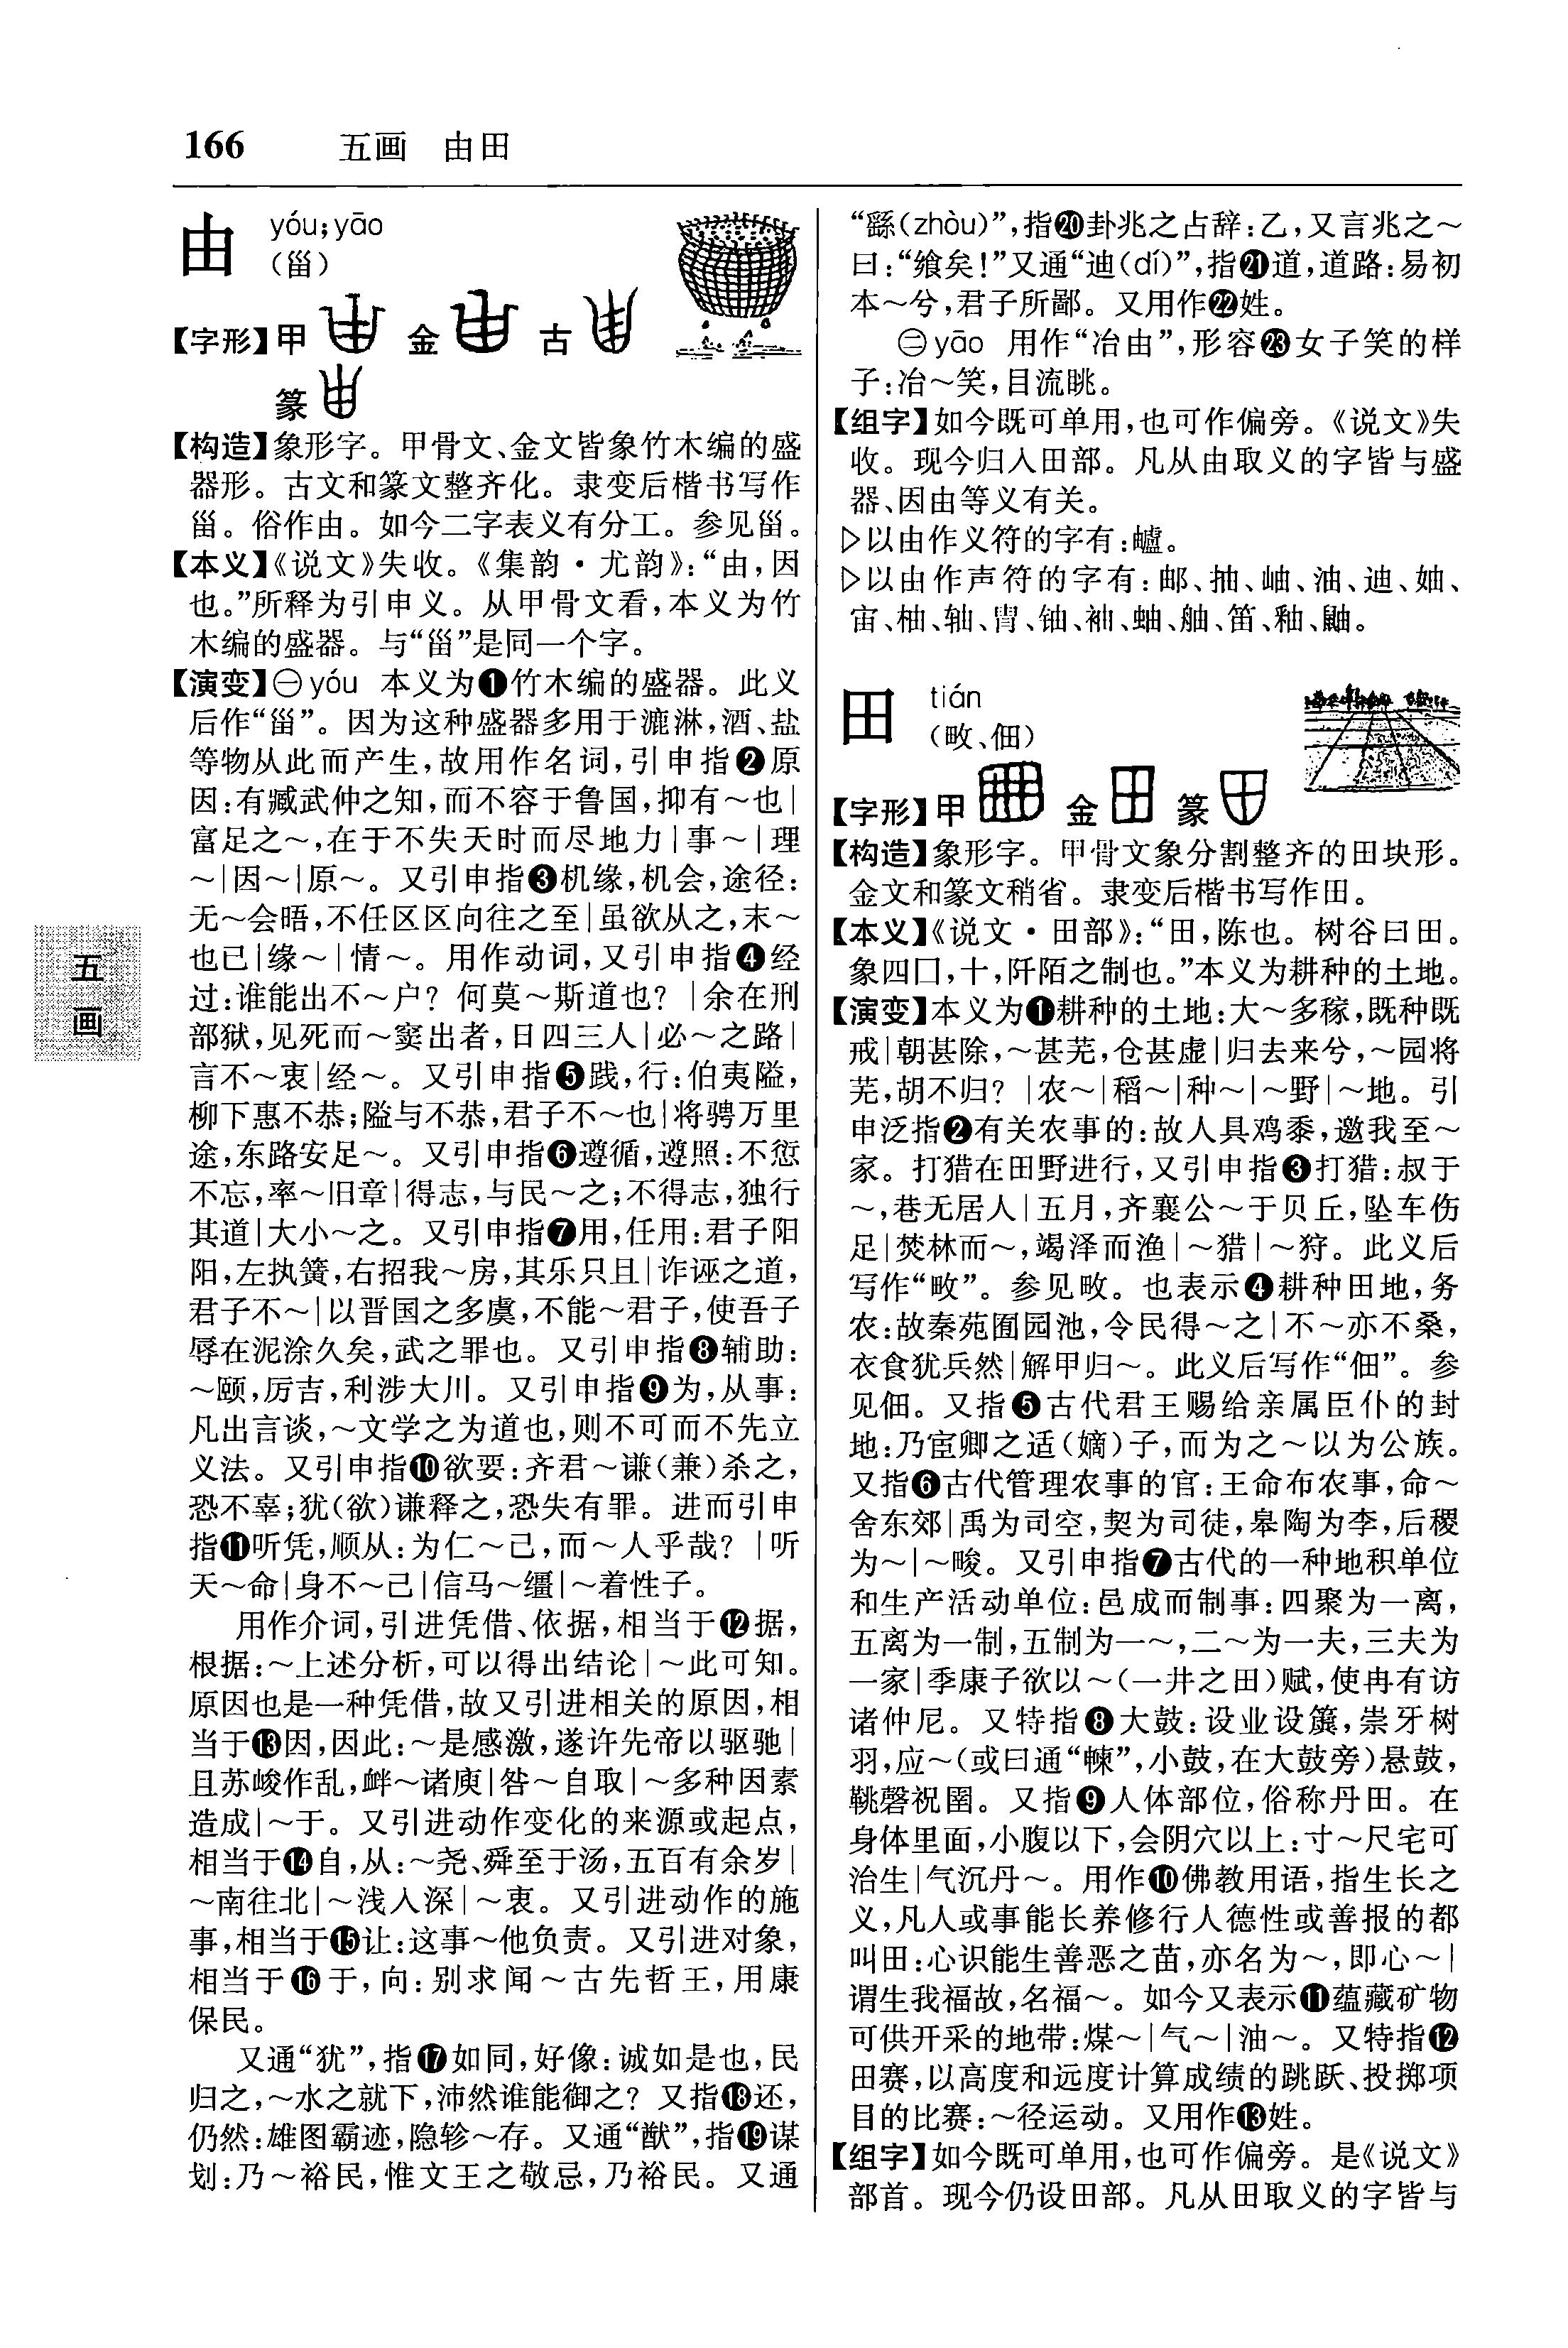 166 五画 由田
由 yóu;yāo
(甾)
【字形】甲 金 古
篆
【构造】象形字。甲骨文、金文皆象竹木编的盛
器形。古文和篆文整齐化。隶变后楷书写作
甾。俗作由。如今二字表义有分工。参见甾。
【本义】《说文》失收。《集韵·尤韵》:“由,因
也。”所释为引申义。从甲骨文看,本义为竹
木编的盛器。与“甾”是同一个字。
【演变】㊀yóu 本义为❶竹木编的盛器。此义
后作“甾”。因为这种盛器多用于漉淋,酒、盐
等物从此而产生,故用作名词,引申指❷原
因:有臧武仲之知,而不容于鲁国,抑有～也|
富足之～,在于不失天时而尽地力|事～|理
～|因～|原～。又引申指❸机缘,机会,途径:
无～会晤,不任区区向往之至|虽欲从之,末～
也已|缘～|情～。用作动词,又引申指❹经
过:谁能出不～户?何莫～斯道也?|余在刑
部狱,见死而～窦出者,日四三人|必～之路|
言不～衷|经～。又引申指❺践,行:伯夷隘,
柳下惠不恭;隘与不恭,君子不～也|将骋万里
途,东路安足～。又引申指❻遵循,遵照:不愆
不忘,率～旧章|得志,与民～之;不得志,独行
其道|大小～之。又引申指❼用,任用:君子阳
阳,左执簧,右招我～房,其乐只且|诈诬之道,
君子不～|以晋国之多虞,不能～君子,使吾子
辱在泥涂久矣,武之罪也。又引申指❽辅助:
～颐,厉吉,利涉大川。又引申指❾为,从事:
凡出言谈,～文学之为道也,则不可而不先立
义法。又引申指❿欲要:齐君～谦(兼)杀之,
恐不辜;犹(欲)谦释之,恐失有罪。进而引申
指⓫听凭,顺从:为仁～己,而～人乎哉?|听
天～命|身不～己|信马～缰|～着性子。
用作介词,引进凭借、依据,相当于⓬据,
根据:～上述分析,可以得出结论|～此可知。
原因也是一种凭借,故又引进相关的原因,相
当于⓭因,因此:～是感激,遂许先帝以驱驰|
且苏峻作乱,衅～诸庾|咎～自取|～多种因素
造成|～于。又引进动作变化的来源或起点,
相当于⓮自,从:～尧、舜至于汤,五百有余岁|
～南往北|～浅入深|～衷。又引进动作的施
事,相当于⓯让:这事～他负责。又引进对象,
相当于⓰于,向:别求闻～古先哲王,用康
保民。
又通“犹”,指⓱如同,好像:诚如是也,民
归之,～水之就下,沛然谁能御之?又指⓲还,
仍然:雄图霸迹,隐轸～存。又通“猷”,指⓳谋
划:乃～裕民,惟文王之敬忌,乃裕民。又通
“繇(zhòu)”,指⓴卦兆之占辞:乙,又言兆之～
曰:“飨矣!”又通“迪(dí)”,指㉑道,道路:易初
本～兮,君子所鄙。又用作㉒姓。
㊁yāo 用作“冶由”,形容㉓女子笑的样
子:冶～笑,目流眺。
【组字】如今既可单用,也可作偏旁。《说文》失
收。现今归入田部。凡从由取义的字皆与盛
器、因由等义有关。
▷以由作义符的字有:。
▷以由作声符的字有:邮、抽、岫、油、迪、妯、
宙、柚、轴、胄、铀、袖、蚰、舳、笛、釉、鼬。
田 tián
(畋、佃)
【字形】甲 金 篆
【构造】象形字。甲骨文象分割整齐的田块形。
金文和篆文稍省。隶变后楷书写作田。
【本义】《说文·田部》:“田,陈也。树谷曰田。
象四囗,十,阡陌之制也。”本义为耕种的土地。
【演变】本义为❶耕种的土地:大～多稼,既种既
戒|朝甚除,～甚芜,仓甚虚|归去来兮,～园将
芜,胡不归?|农～|稻～|种～|～野|～地。引
申泛指❷有关农事的:故人具鸡黍,邀我至～
家。打猎在田野进行,又引申指❸打猎:叔于
～,巷无居人|五月,齐襄公～于贝丘,坠车伤
足|焚林而～,竭泽而渔|～猎|～狩。此义后
写作“畋”。参见畋。也表示❹耕种田地,务
农:故秦苑囿园池,令民得～之|不～亦不桑,
衣食犹兵然|解甲归～。此义后写作“佃”。参
见佃。又指❺古代君王赐给亲属臣仆的封
地:乃宦卿之适(嫡)子,而为之～以为公族。
又指❻古代管理农事的官:王命布农事,命～
舍东郊|禹为司空,契为司徒,皋陶为李,后稷
为～|～畯。又引申指❼古代的一种地积单位
和生产活动单位:邑成而制事:四聚为一离,
五离为一制,五制为一～,二～为一夫,三夫为
一家|季康子欲以～(一井之田)赋,使冉有访
诸仲尼。又特指❽大鼓:设业设簴,崇牙树
羽,应～(或曰通“朄”,小鼓,在大鼓旁)悬鼓,
鞉磬祝圉。又指❾人体部位,俗称丹田。在
身体里面,小腹以下,会阴穴以上:寸～尺宅可
治生|气沉丹～。用作❿佛教用语,指生长之
义,凡人或事能长养修行人德性或善报的都
叫田:心识能生善恶之苗,亦名为～,即心～|
谓生我福故,名福～。如今又表示⓫蕴藏矿物
可供开采的地带:煤～|气～|油～。又特指⓬
田赛,以高度和远度计算成绩的跳跃、投掷项
目的比赛:～径运动。又用作⓭姓。
【组字】如今既可单用,也可作偏旁。是《说文》
部首。现今仍设田部。凡从田取义的字皆与
五
画